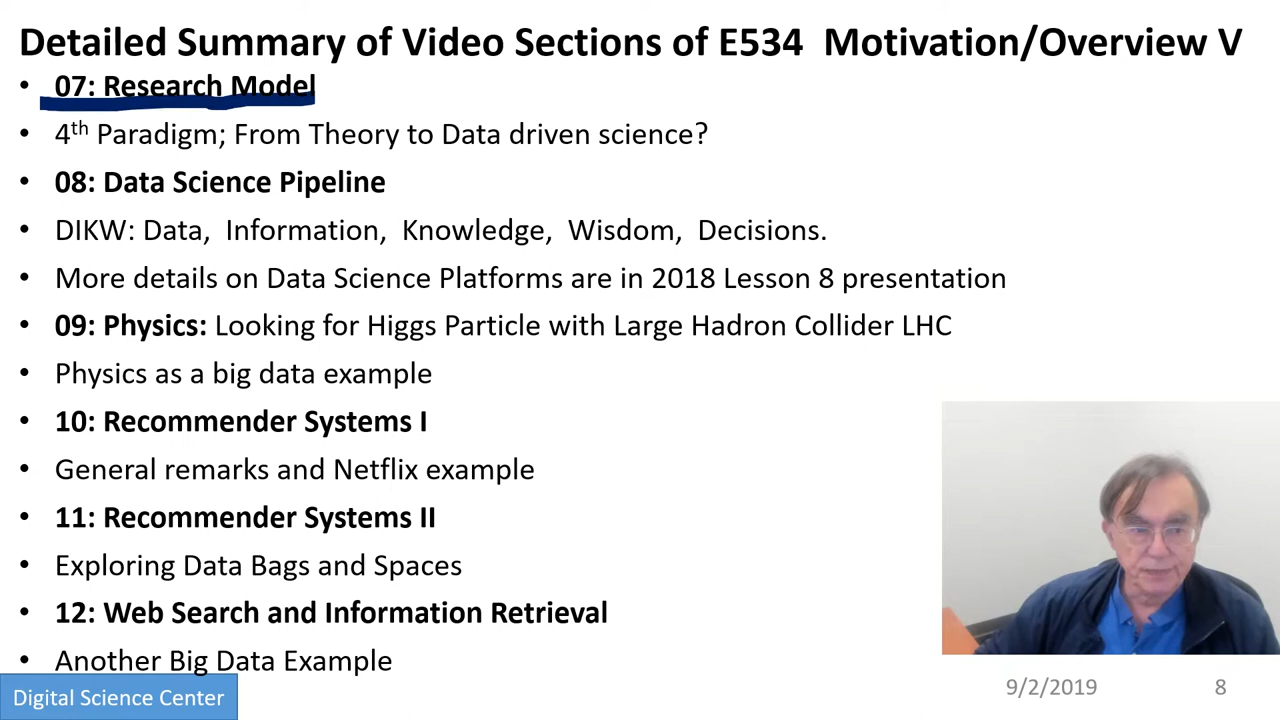 Detailed Summary of Video Sections of E534 Motivation/Overview V
• 07: Research Model
• 4th Paradigm; From Theory to Data driven science?
• 08: Data Science Pipeline
• DIKW: Data, Information, Knowledge, Wisdom, Decisions.
• More details on Data Science Platforms are in 2018 Lesson 8 presentation
• 09: Physics: Looking for Higgs Particle with Large Hadron Collider LHC
• Physics as a big data example
• 10: Recommender Systems I
• General remarks and Netflix example
• 11: Recommender Systems II
• Exploring Data Bags and Spaces
• 12: Web Search and Information Retrieval
• Another Big Data Example
Digital Science Center
9/2/2019
8